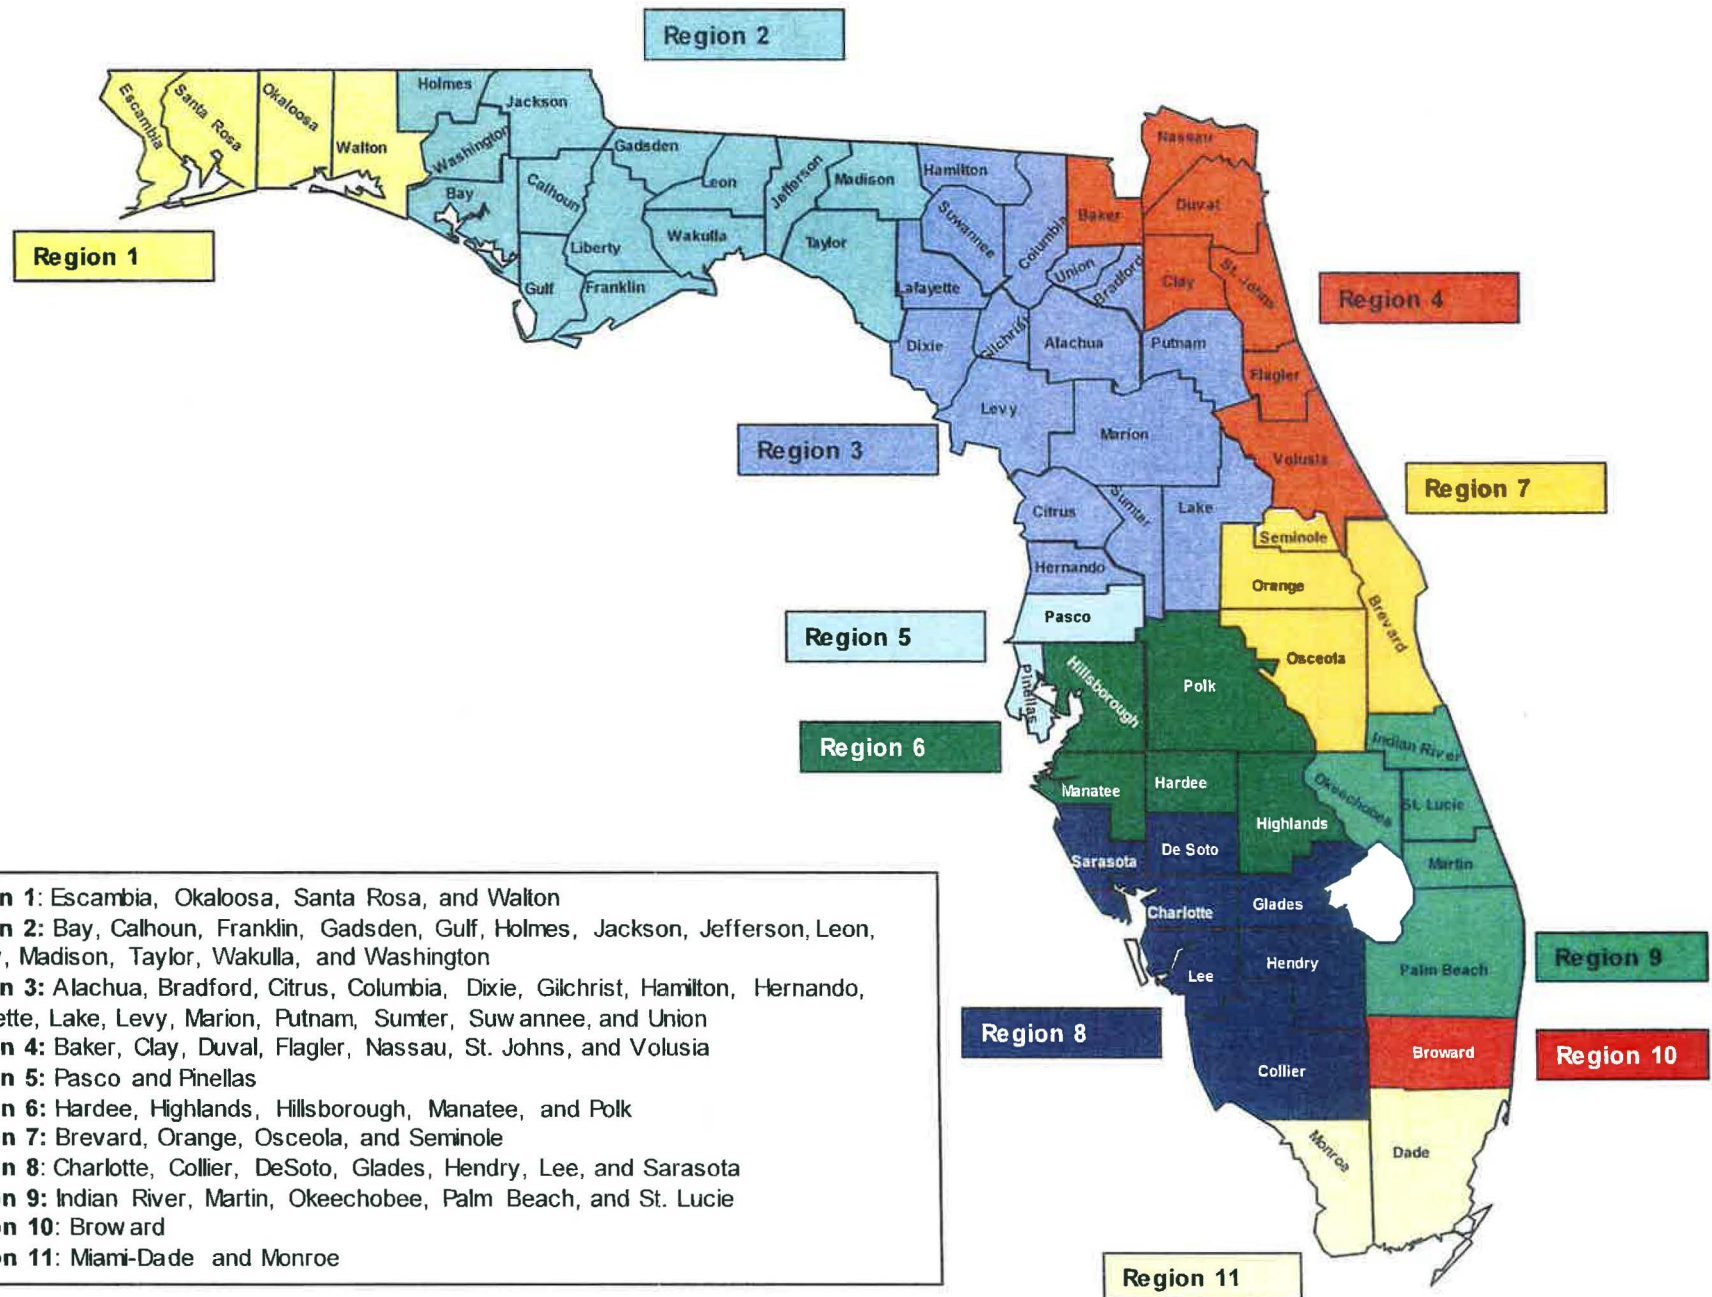 Region 2
Holmes
Jackson
Escambia
Santa Rosa
Okaloosa
Walton
Washington
Bay
Calhoun
Gadsden
Leon
Jefferson
Madison
Hamilton
Suwannee
Columbia
Baker
Nassau
Duval
Region 1
Liberty
Wakulla
Taylor
Gulf
Franklin
Lafayette
Union
Bradford
Clay
St. Johns
Region 4
Dixie
Gilchrist
Alachua
Putnam
Flagler
Levy
Marion
Volusia
Region 3
Region 7
Citrus
Sumter
Lake
Seminole
Hernando
Orange
Brevard
Pasco
Region 5
Osceola
Pinellas
Hillsborough
Polk
Region 6
Indian River
Manatee
Hardee
Highlands
Okeechobee
St. Lucie
Sarasota
De Soto
Martin
Charlotte
Glades
Lee
Hendry
Palm Beach
Region 9
Region 8
Collier
Broward
Region 10
Monroe
Dade
Region 11
n 1: Escambia, Okaloosa, Santa Rosa, and Walton
n 2: Bay, Calhoun, Franklin, Gadsden, Gulf, Holmes, Jackson, Jefferson, Leon,
, Madison, Taylor, Wakulla, and Washington
n 3: Alachua, Bradford, Citrus, Columbia, Dixie, Gilchrist, Hamilton, Hernando,
ette, Lake, Levy, Marion, Putnam, Sumter, Suwannee, and Union
n 4: Baker, Clay, Duval, Flagler, Nassau, St. Johns, and Volusia
n 5: Pasco and Pinellas
n 6: Hardee, Highlands, Hillsborough, Manatee, and Polk
n 7: Brevard, Orange, Osceola, and Seminole
n 8: Charlotte, Collier, DeSoto, Glades, Hendry, Lee, and Sarasota
on 9: Indian River, Martin, Okeechobee, Palm Beach, and St. Lucie
on 10: Broward
on 11: Miami-Dade and Monroe